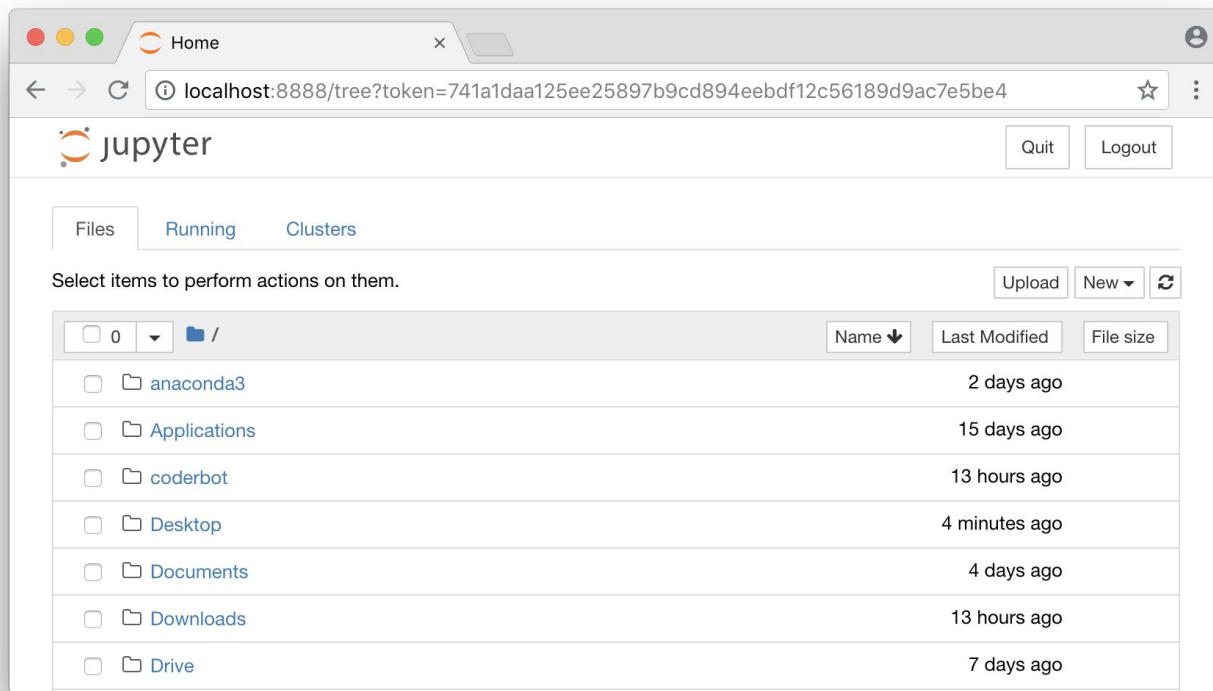 Home
localhost:8888/tree?token=741a1daa125ee25897b9cd894eebdf12c56189d9ac7e5be4
jupyter Quit Logout
Files Running Clusters
Select items to perform actions on them. Upload New
0 / Name Last Modified File size
anaconda3 2 days ago
Applications 15 days ago
coderbot 13 hours ago
Desktop 4 minutes ago
Documents 4 days ago
Downloads 13 hours ago
Drive 7 days ago